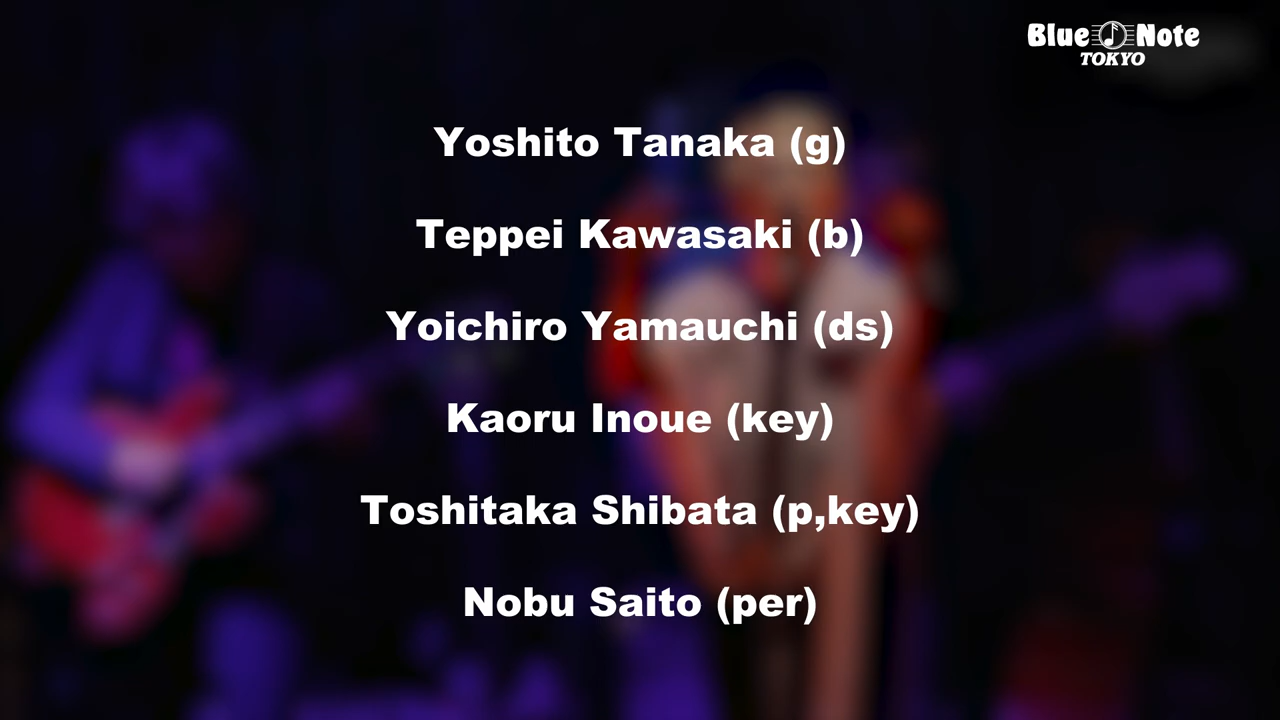 Blue Note
TOKYO
Yoshito Tanaka (g)
Teppei Kawasaki (b)
Yoichiro Yamauchi (ds)
Kaoru Inoue (key)
Toshitaka Shibata (p,key)
Nobu Saito (per)